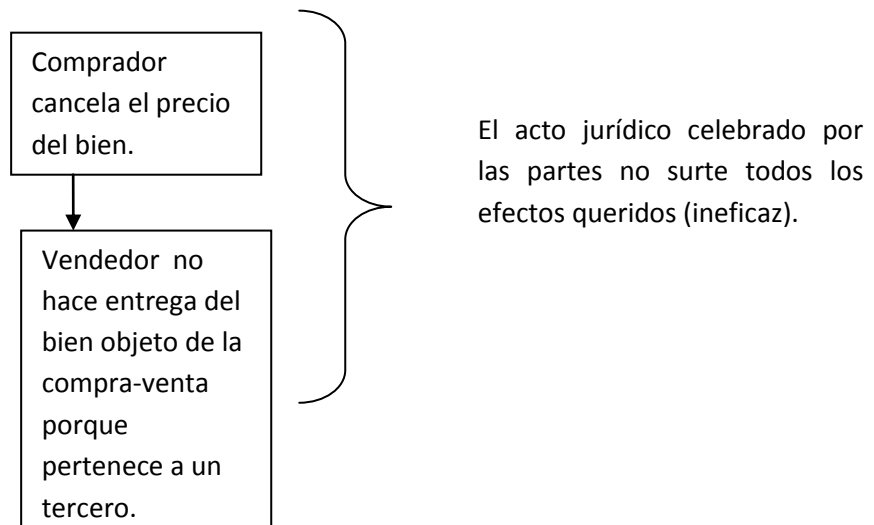 Comprador
cancela el precio
del bien.
Vendedor no
hace entrega del
bien objeto de la
compra-venta
porque
pertenece a un
tercero.
El acto jurídico celebrado por
las partes no surte todos los
efectos queridos (ineficaz).